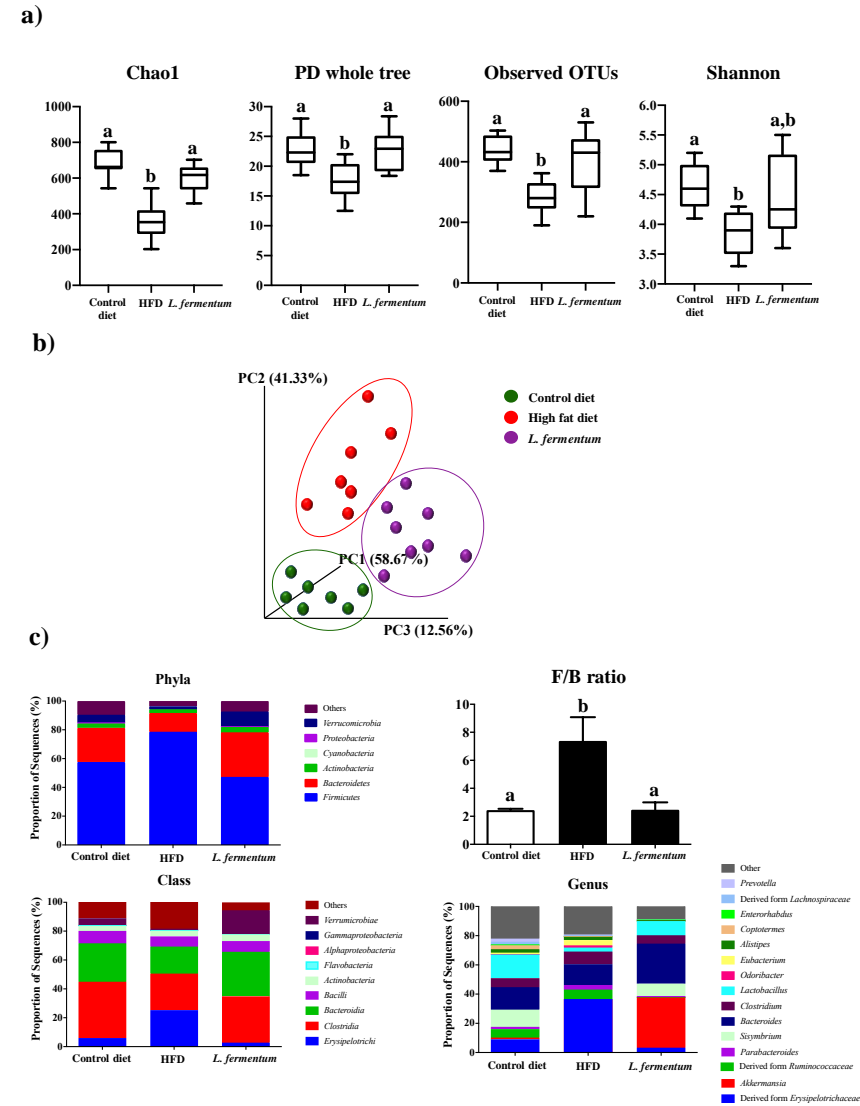 a)
Chao1
PD whole tree
Observed OTUs
Shannon
1000
800
600
400
200
0
a
b
a
Control diet
HFD
L. fermentum
30
25
20
15
10
5
0
a
b
a
Control diet
HFD
L. fermentum
600
400
200
0
a
b
a
Control diet
HFD
L. fermentum
6.0
5.5
5.0
4.5
4.0
3.5
3.0
a
b
a,b
Control diet
HFD
L. fermentum
b)
PC2 (41.33%)
PC1 (58.67%)
PC3 (12.56%)
Control diet
High fat diet
L. fermentum
c)
Phyla
Proportion of Sequences (%)
100
80
60
40
20
0
Control diet
HFD
L. fermentum
Others
Verrucomicrobia
Proteobacteria
Cyanobacteria
Actinobacteria
Bacteroidetes
Firmicutes
F/B ratio
10
8
6
4
2
0
a
b
a
Control diet
HFD
L. fermentum
Class
Proportion of Sequences (%)
100
80
60
40
20
0
Control diet
HFD
L. fermentum
Others
Verrumicrobiae
Gammaproteobacteria
Alphaproteobacteria
Flavobacteria
Actinobacteria
Bacilli
Bacteroidia
Clostridia
Erysipelotrichi
Genus
Proportion of Sequences (%)
100
80
60
40
20
0
Control diet
HFD
L. fermentum
Other
Prevotella
Derived form Lachnospiraceae
Enterorhabdus
Coptotermes
Alistipes
Eubacterium
Odoribacter
Lactobacillus
Clostridium
Bacteroides
Sisymbrium
Parabacteroides
Derived form Ruminococcaceae
Akkermansia
Derived form Erysipelotrichaceae